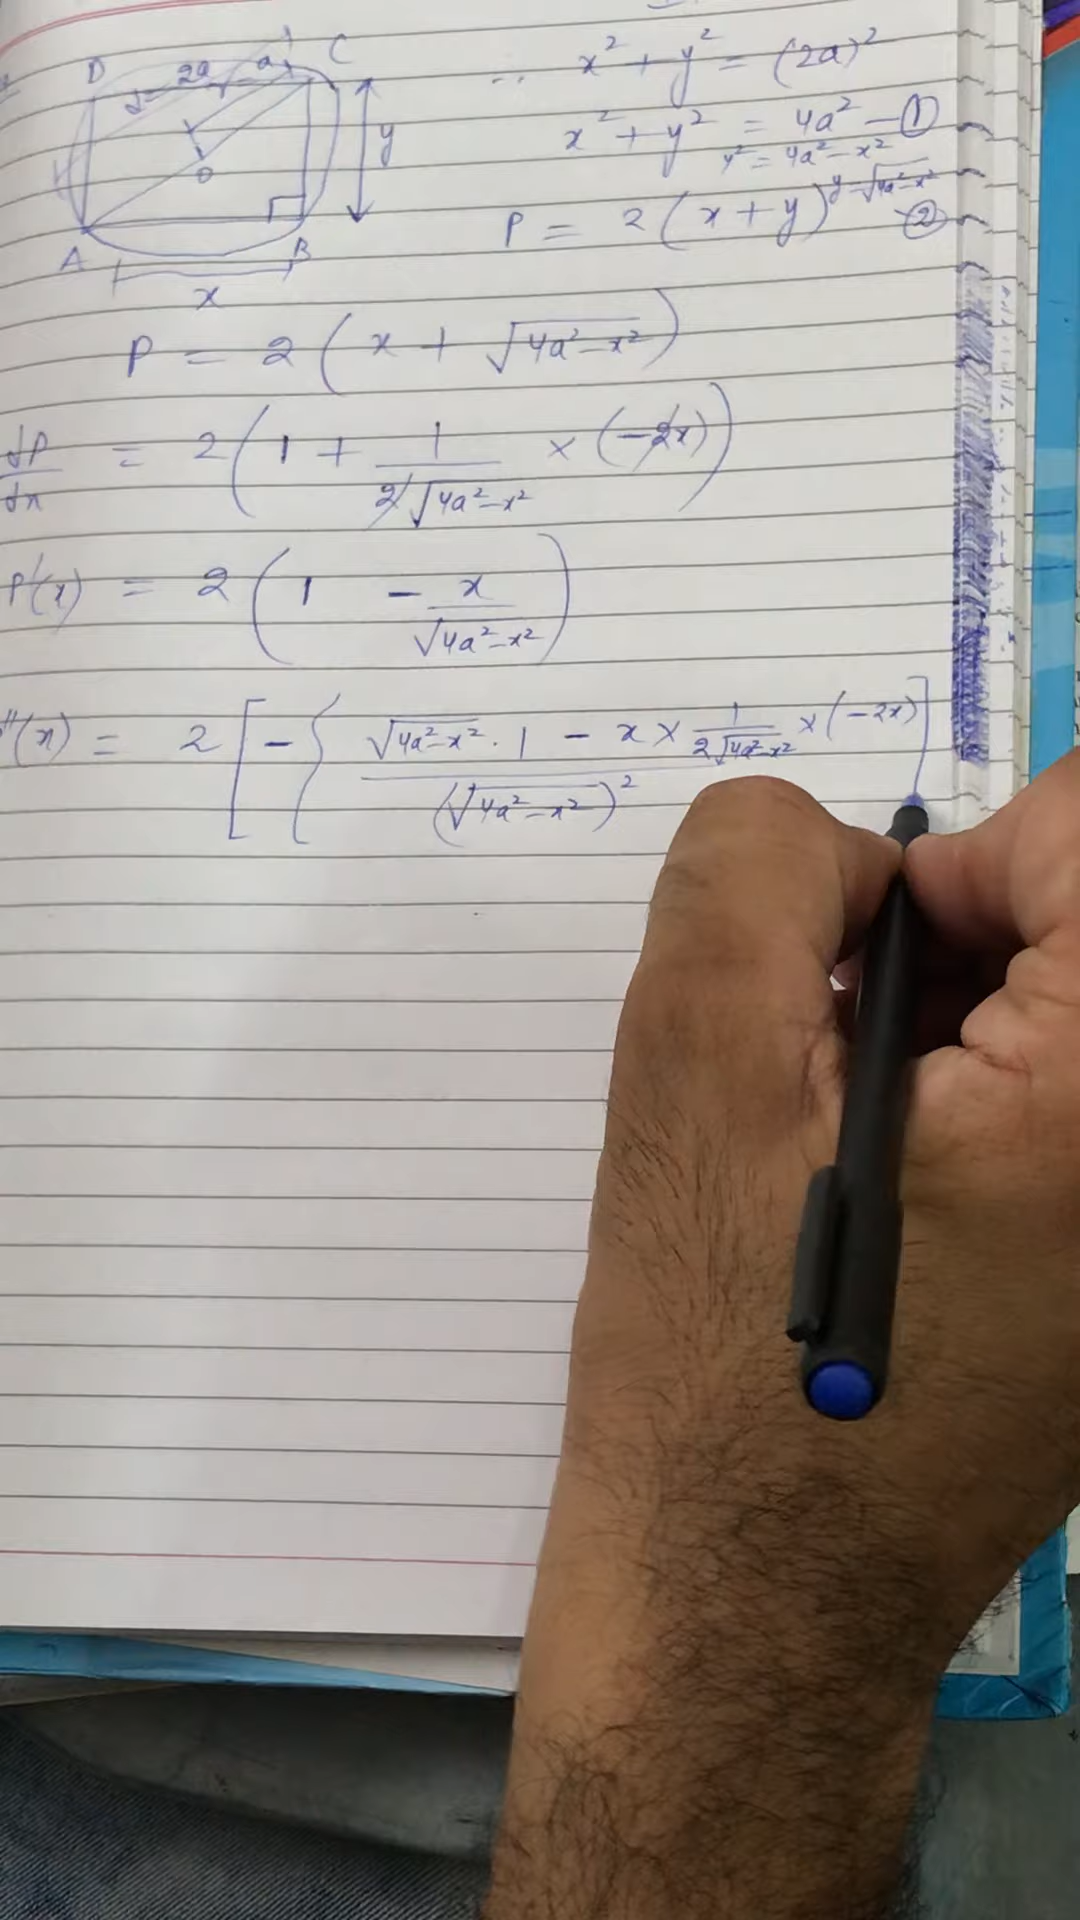 D 2a a C
y
O
A B
x
∴ x² + y² = (2a)²
x² + y² = 4a² — ①
y² = 4a² - x²
y = √(4a² - x²)
P = 2(x + y) — ②
P = 2(x + √(4a² - x²))
dP/dx = 2(1 + 1/(2√(4a² - x²)) × (-2x))
P'(x) = 2(1 - x/√(4a² - x²))
''(x) = 2[-{(√(4a² - x²) · 1 - x × 1/(2√(4a² - x²)) × (-2x))/(√(4a² - x²))²]